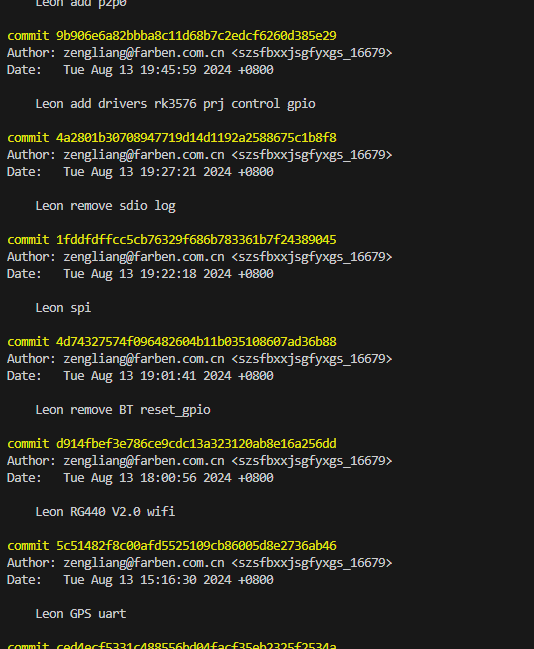 Leon add p2p0
commit 9b906e6a82bbba8c11d68b7c2edcf6260d385e29
Author: zengliang@farben.com.cn <szsfbxxjsgfyxgs_16679>
Date:   Tue Aug 13 19:45:59 2024 +0800
Leon add drivers rk3576 prj control gpio
commit 4a2801b30708947719d14d1192a2588675c1b8f8
Author: zengliang@farben.com.cn <szsfbxxjsgfyxgs_16679>
Date:   Tue Aug 13 19:27:21 2024 +0800
Leon remove sdio log
commit 1fddfdffcc5cb76329f686b783361b7f24389045
Author: zengliang@farben.com.cn <szsfbxxjsgfyxgs_16679>
Date:   Tue Aug 13 19:22:18 2024 +0800
Leon spi
commit 4d74327574f096482604b11b035108607ad36b88
Author: zengliang@farben.com.cn <szsfbxxjsgfyxgs_16679>
Date:   Tue Aug 13 19:01:41 2024 +0800
Leon remove BT reset_gpio
commit d914fbef3e786ce9cdc13a323120ab8e16a256dd
Author: zengliang@farben.com.cn <szsfbxxjsgfyxgs_16679>
Date:   Tue Aug 13 18:00:56 2024 +0800
Leon RG440 V2.0 wifi
commit 5c51482f8c00afd5525109cb86005d8e2736ab46
Author: zengliang@farben.com.cn <szsfbxxjsgfyxgs_16679>
Date:   Tue Aug 13 15:16:30 2024 +0800
Leon GPS uart
commit ced4ecf5331c488556bd04facf35eb2325f2534a